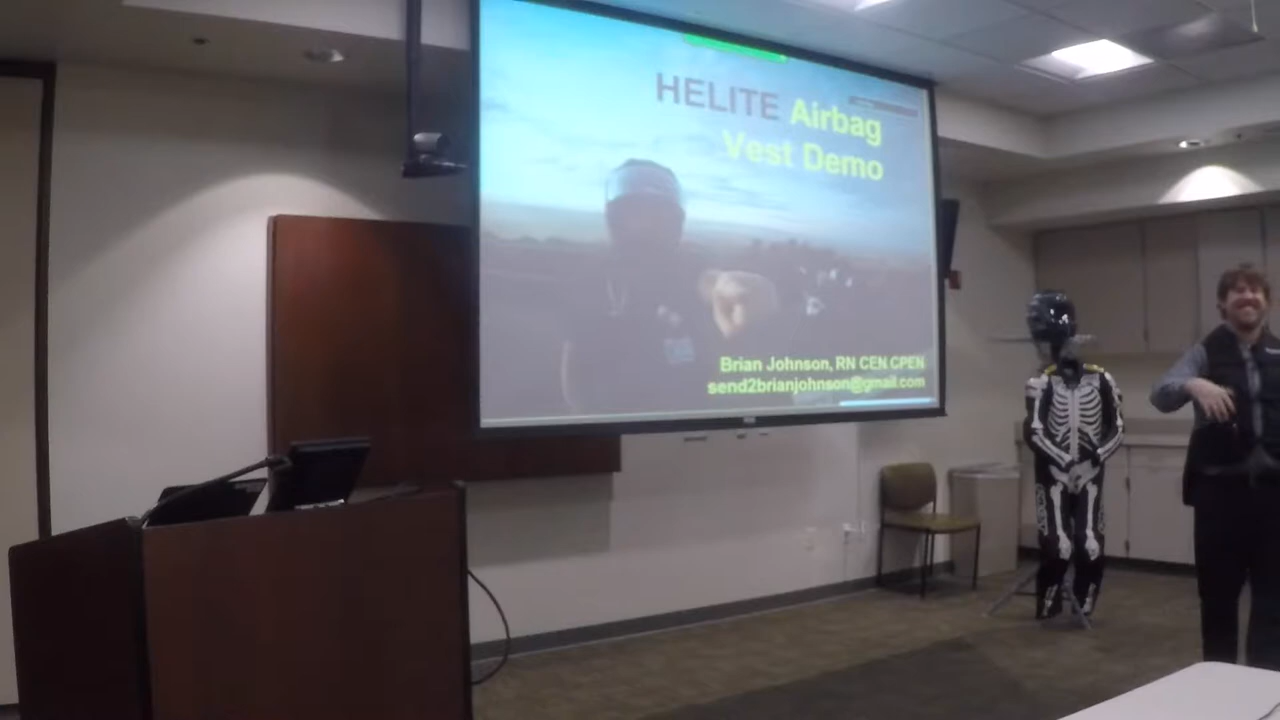 HELITE Airbag
Vest Demo
Brian Johnson, RN CEN CPEN
send2brianjohnson@gmail.com